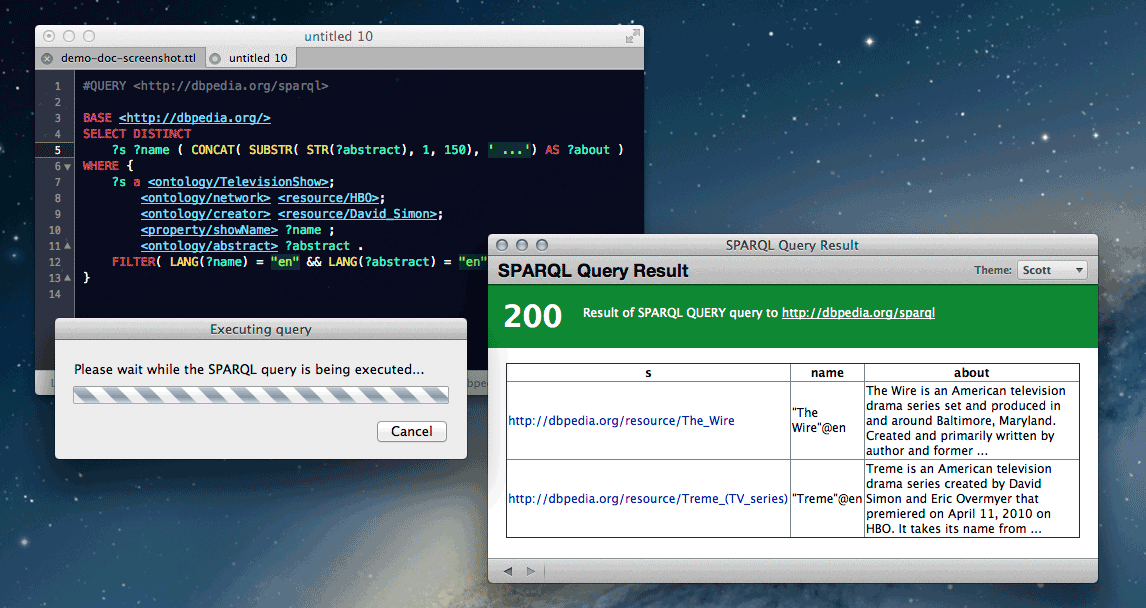 untitled 10
demo-doc-screenshot.ttl
untitled 10
1 #QUERY <http://dbpedia.org/sparql>
2
3 BASE <http://dbpedia.org/>
4 SELECT DISTINCT
5 ?s ?name ( CONCAT( SUBSTR( STR(?abstract), 1, 150), ' ...') AS ?about )
6 WHERE {
7 ?s a <ontology/TelevisionShow>;
8 <ontology/network> <resource/HBO>;
9 <ontology/creator> <resource/David_Simon>;
10 <property/showName> ?name ;
11 <ontology/abstract> ?abstract .
12 FILTER( LANG(?name) = "en" && LANG(?abstract) = "en"
13 }
14
Executing query
Please wait while the SPARQL query is being executed...
Cancel
SPARQL Query Result
SPARQL Query Result
Theme: Scott
200 Result of SPARQL QUERY query to http://dbpedia.org/sparql
s name about
http://dbpedia.org/resource/The_Wire
"The
Wire"@en
The Wire is an American television
drama series set and produced in
and around Baltimore, Maryland.
Created and primarily written by
author and former ...
http://dbpedia.org/resource/Treme_(TV_series)
"Treme"@en
Treme is an American television
drama series created by David
Simon and Eric Overmyer that
premiered on April 11, 2010 on
HBO. It takes its name from ...